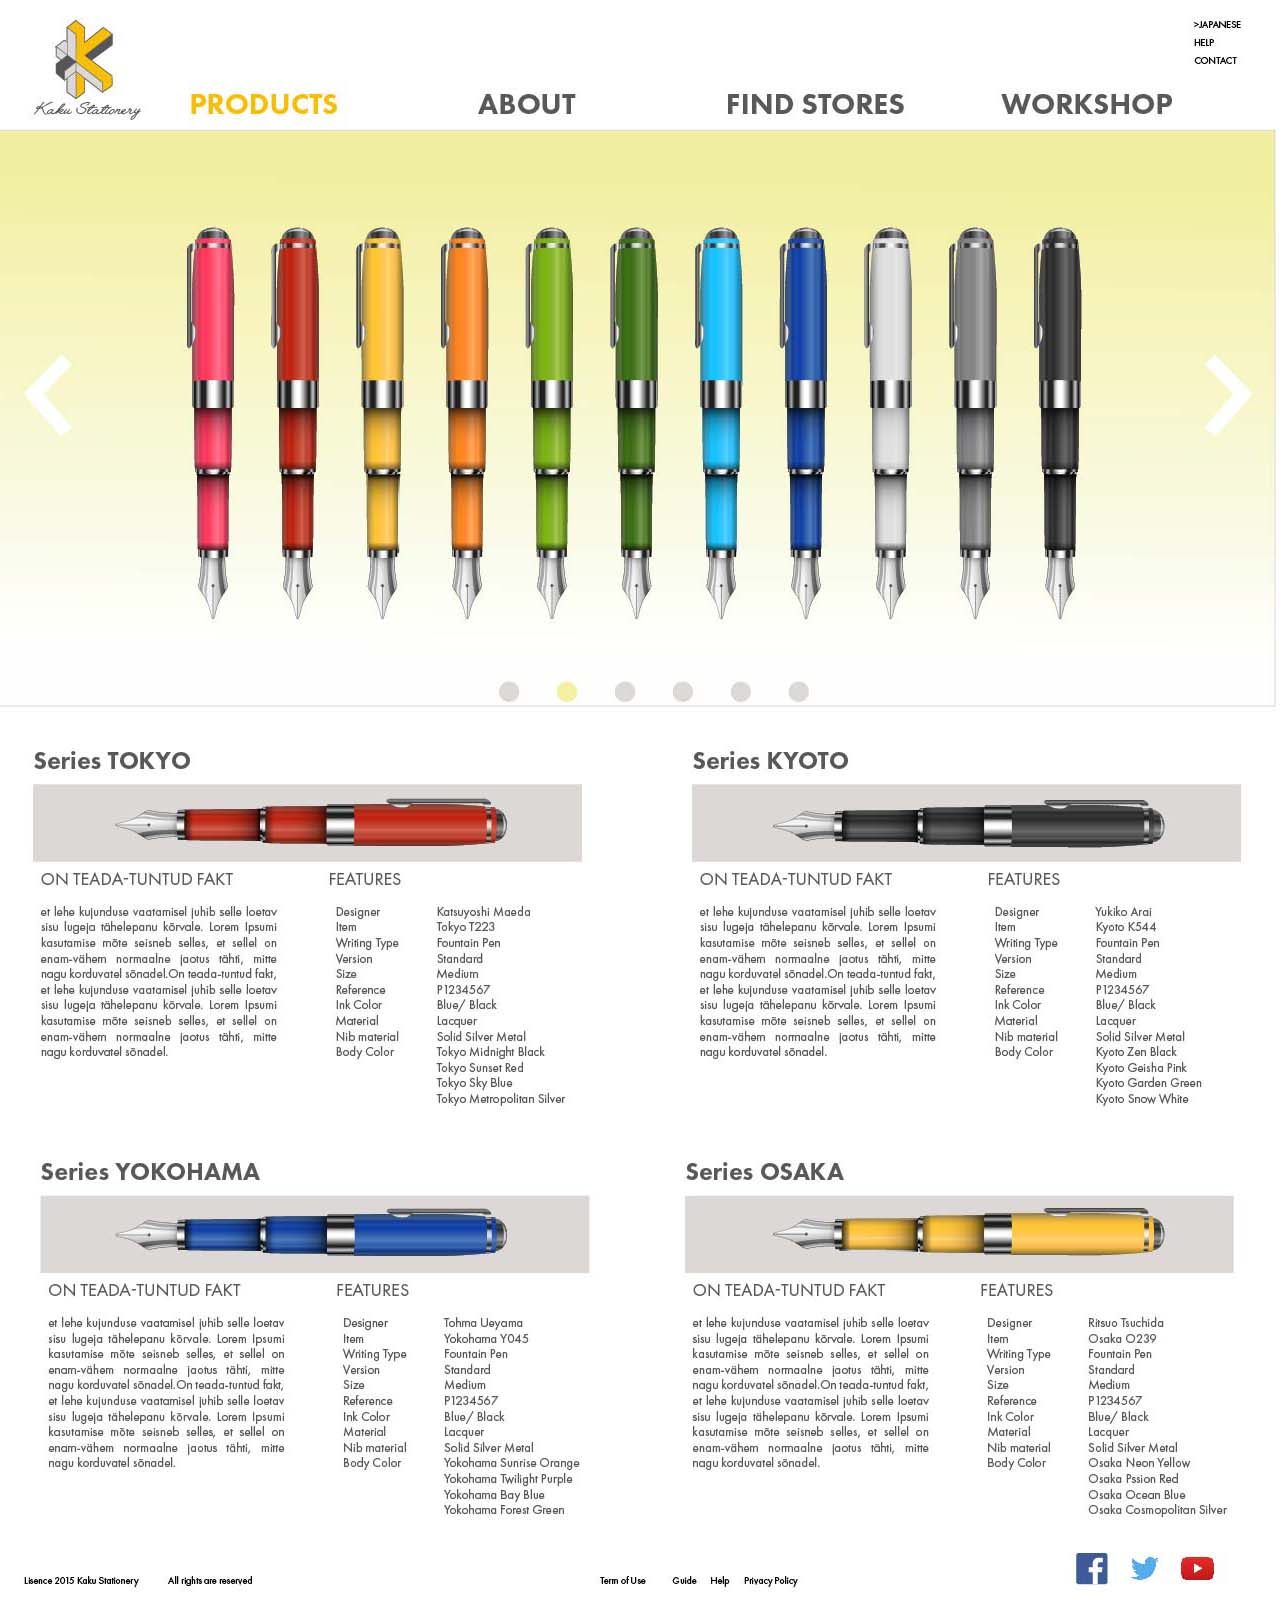 Kaku Stationery
>JAPANESE
HELP
CONTACT
PRODUCTS ABOUT FIND STORES WORKSHOP
Series TOKYO
ON TEADA-TUNTUD FAKT
et lehe kujunduse vaatamisel juhib selle loetav
sisu lugeja tähelepanu kõrvale. Lorem Ipsumi
kasutamise mõte seisneb selles, et sellel on
enam-vähem normaalne jaotus tähti, mitte
nagu korduvatel sõnadel.On teada-tuntud fakt,
et lehe kujunduse vaatamisel juhib selle loetav
sisu lugeja tähelepanu kõrvale. Lorem Ipsumi
kasutamise mõte seisneb selles, et sellel on
enam-vähem normaalne jaotus tähti, mitte
nagu korduvatel sõnadel.
FEATURES
Designer Katsuyoshi Maeda
Item Tokyo T223
Writing Type Fountain Pen
Version Standard
Size Medium
Reference P1234567
Ink Color Blue/ Black
Material Lacquer
Nib material Solid Silver Metal
Body Color Tokyo Midnight Black
Tokyo Sunset Red
Tokyo Sky Blue
Tokyo Metropolitan Silver
Series KYOTO
ON TEADA-TUNTUD FAKT
et lehe kujunduse vaatamisel juhib selle loetav
sisu lugeja tähelepanu kõrvale. Lorem Ipsumi
kasutamise mõte seisneb selles, et sellel on
enam-vähem normaalne jaotus tähti, mitte
nagu korduvatel sõnadel.On teada-tuntud fakt,
et lehe kujunduse vaatamisel juhib selle loetav
sisu lugeja tähelepanu kõrvale. Lorem Ipsumi
kasutamise mõte seisneb selles, et sellel on
enam-vähem normaalne jaotus tähti, mitte
nagu korduvatel sõnadel.
FEATURES
Designer Yukiko Arai
Item Kyoto K544
Writing Type Fountain Pen
Version Standard
Size Medium
Reference P1234567
Ink Color Blue/ Black
Material Lacquer
Nib material Solid Silver Metal
Body Color Kyoto Zen Black
Kyoto Geisha Pink
Kyoto Garden Green
Kyoto Snow White
Series YOKOHAMA
ON TEADA-TUNTUD FAKT
et lehe kujunduse vaatamisel juhib selle loetav
sisu lugeja tähelepanu kõrvale. Lorem Ipsumi
kasutamise mõte seisneb selles, et sellel on
enam-vähem normaalne jaotus tähti, mitte
nagu korduvatel sõnadel.On teada-tuntud fakt,
et lehe kujunduse vaatamisel juhib selle loetav
sisu lugeja tähelepanu kõrvale. Lorem Ipsumi
kasutamise mõte seisneb selles, et sellel on
enam-vähem normaalne jaotus tähti, mitte
nagu korduvatel sõnadel.
FEATURES
Designer Tohma Ueyama
Item Yokohama Y045
Writing Type Fountain Pen
Version Standard
Size Medium
Reference P1234567
Ink Color Blue/ Black
Material Lacquer
Nib material Solid Silver Metal
Body Color Yokohama Sunrise Orange
Yokohama Twilight Purple
Yokohama Bay Blue
Yokohama Forest Green
Series OSAKA
ON TEADA-TUNTUD FAKT
et lehe kujunduse vaatamisel juhib selle loetav
sisu lugeja tähelepanu kõrvale. Lorem Ipsumi
kasutamise mõte seisneb selles, et sellel on
enam-vähem normaalne jaotus tähti, mitte
nagu korduvatel sõnadel.On teada-tuntud fakt,
et lehe kujunduse vaatamisel juhib selle loetav
sisu lugeja tähelepanu kõrvale. Lorem Ipsumi
kasutamise mõte seisneb selles, et sellel on
enam-vähem normaalne jaotus tähti, mitte
nagu korduvatel sõnadel.
FEATURES
Designer Ritsuo Tsuchida
Item Osaka O239
Writing Type Fountain Pen
Version Standard
Size Medium
Reference P1234567
Ink Color Blue/ Black
Material Lacquer
Nib material Solid Silver Metal
Body Color Osaka Neon Yellow
Osaka Pssion Red
Osaka Ocean Blue
Osaka Cosmopolitan Silver
Lisence 2015 Kaku Stationery All rights are reserved Term of Use Guide Help Privacy Policy